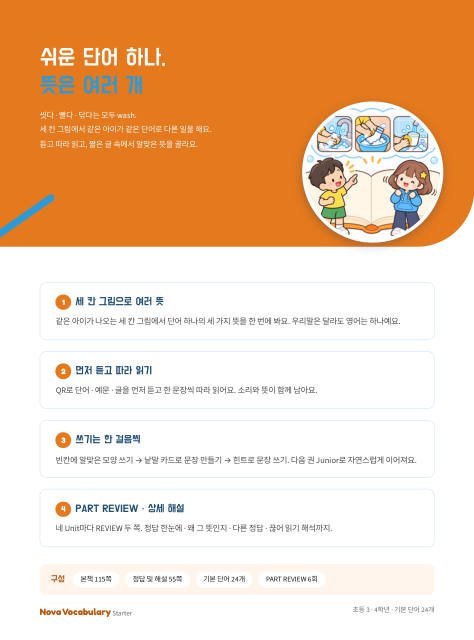 쉬운 단어 하나.
뜻은 여러 개
씻다 · 빨다 · 닦다는 모두 wash.
세 칸 그림에서 같은 아이가 같은 단어로 다른 일을 해요.
듣고 따라 읽고, 짧은 글 속에서 알맞은 뜻을 골라요.
1 세 칸 그림으로 여러 뜻
같은 아이가 나오는 세 칸 그림에서 단어 하나의 세 가지 뜻을 한 번에 봐요. 우리말은 달라도 영어는 하나예요.
2 먼저 듣고 따라 읽기
QR로 단어 · 예문 · 글을 먼저 듣고 한 문장씩 따라 읽어요. 소리와 뜻이 함께 남아요.
3 쓰기는 한 걸음씩
빈칸에 알맞은 모양 쓰기 → 낱말 카드로 문장 만들기 → 힌트로 문장 쓰기. 다음 권 Junior로 자연스럽게 이어져요.
4 PART REVIEW · 상세 해설
네 Unit마다 REVIEW 두 쪽. 정답 한눈에 · 왜 그 뜻인지 · 다른 정답 · 끊어 읽기 해석까지.
구성 본책 115쪽 정답 및 해설 55쪽 기본 단어 24개 PART REVIEW 6회
Nova Vocabulary Starter
초등 3 · 4학년 · 기본 단어 24개